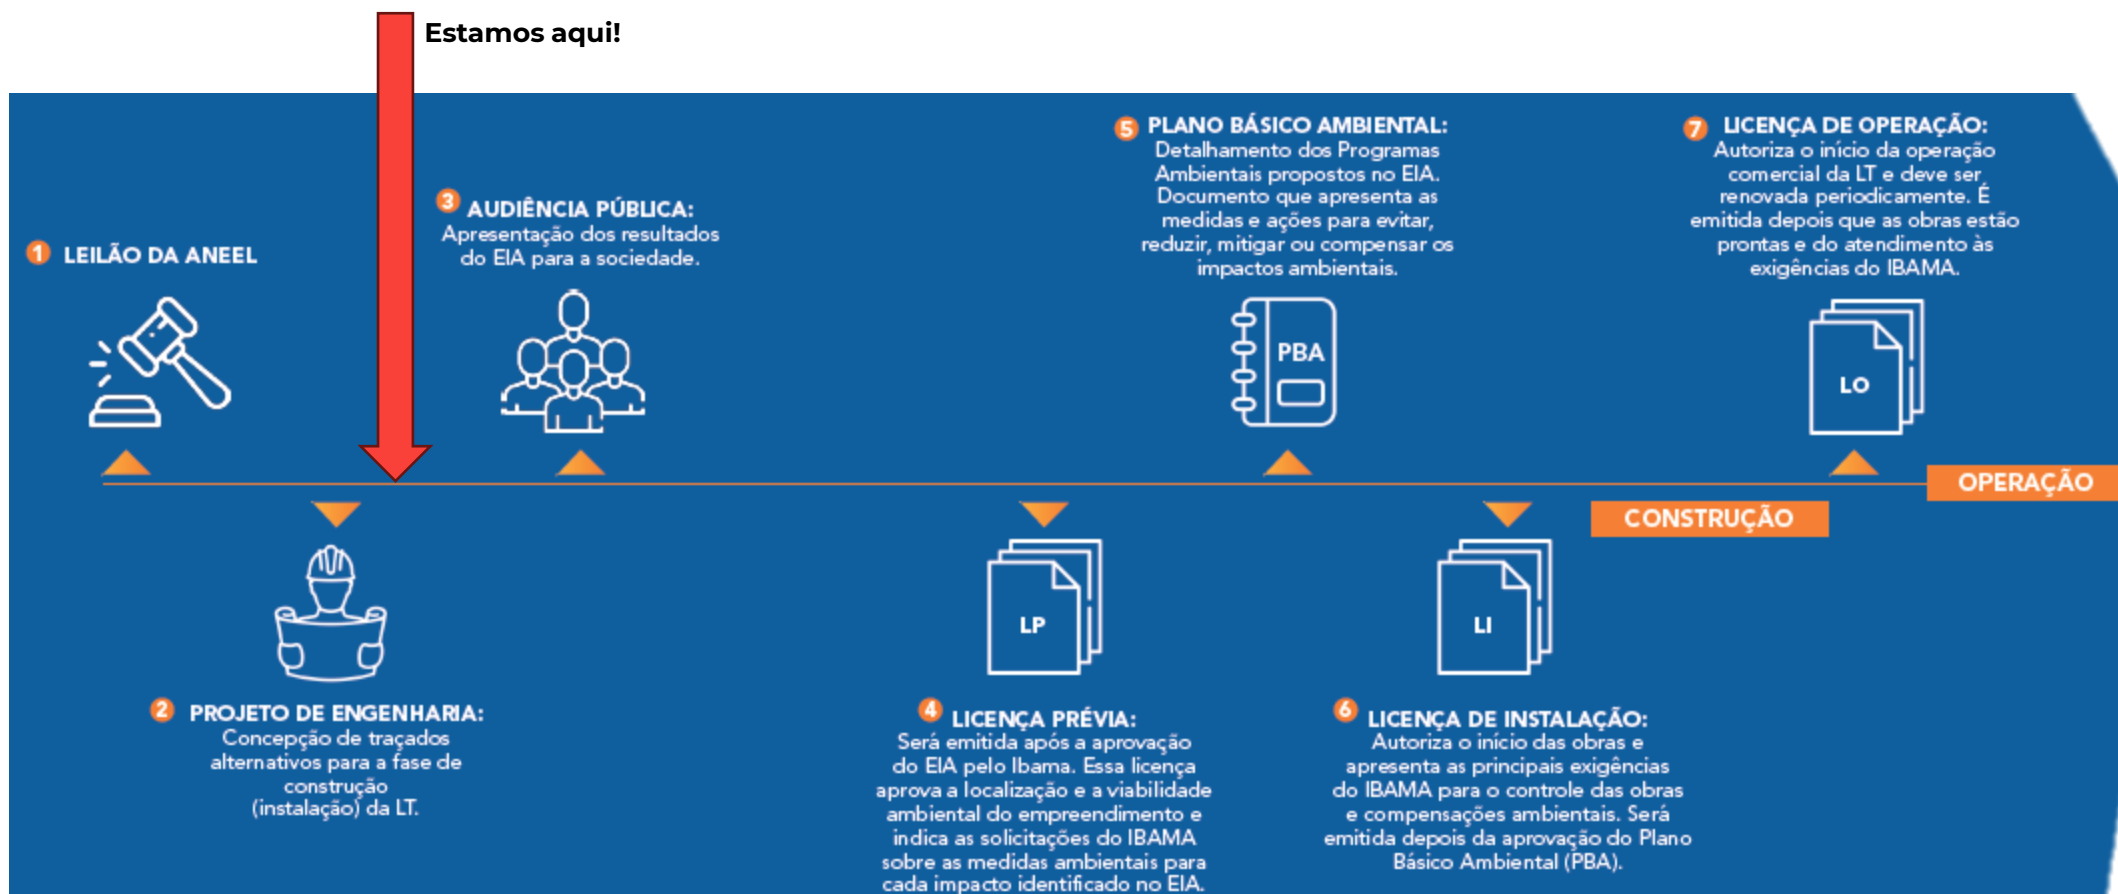 Estamos aqui!
1 LEILÃO DA ANEEL
2 PROJETO DE ENGENHARIA:
Concepção de traçados
alternativos para a fase de
construção
(instalação) da LT.
3 AUDIÊNCIA PÚBLICA:
Apresentação dos resultados
do EIA para a sociedade.
LP
4 LICENÇA PRÉVIA:
Será emitida após a aprovação
do EIA pelo Ibama. Essa licença
aprova a localização e a viabilidade
ambiental do empreendimento e
indica as solicitações do IBAMA
sobre as medidas ambientais para
cada impacto identificado no EIA.
5 PLANO BÁSICO AMBIENTAL:
Detalhamento dos Programas
Ambientais propostos no EIA.
Documento que apresenta as
medidas e ações para evitar,
reduzir, mitigar ou compensar os
impactos ambientais.
PBA
LI
6 LICENÇA DE INSTALAÇÃO:
Autoriza o início das obras e
apresenta as principais exigências
do IBAMA para o controle das obras
e compensações ambientais. Será
emitida depois da aprovação do Plano
Básico Ambiental (PBA).
CONSTRUÇÃO
7 LICENÇA DE OPERAÇÃO:
Autoriza o início da operação
comercial da LT e deve ser
renovada periodicamente. É
emitida depois que as obras estão
prontas e do atendimento às
exigências do IBAMA.
LO
OPERAÇÃO